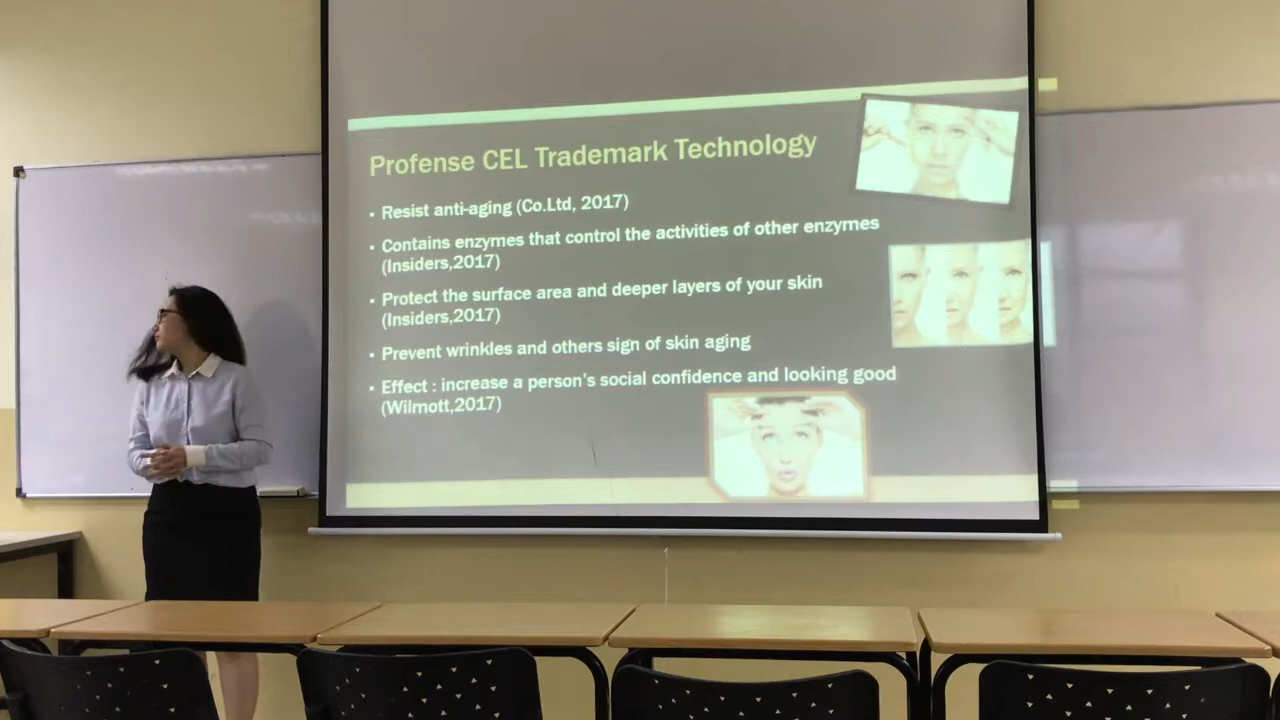 Profense CEL Trademark Technology
▪ Resist anti-aging (Co.Ltd, 2017)
▪ Contains enzymes that control the activities of other enzymes
(Insiders,2017)
▪ Protect the surface area and deeper layers of your skin
(Insiders,2017)
▪ Prevent wrinkles and others sign of skin aging
▪ Effect : increase a person's social confidence and looking good
(Wilmott,2017)